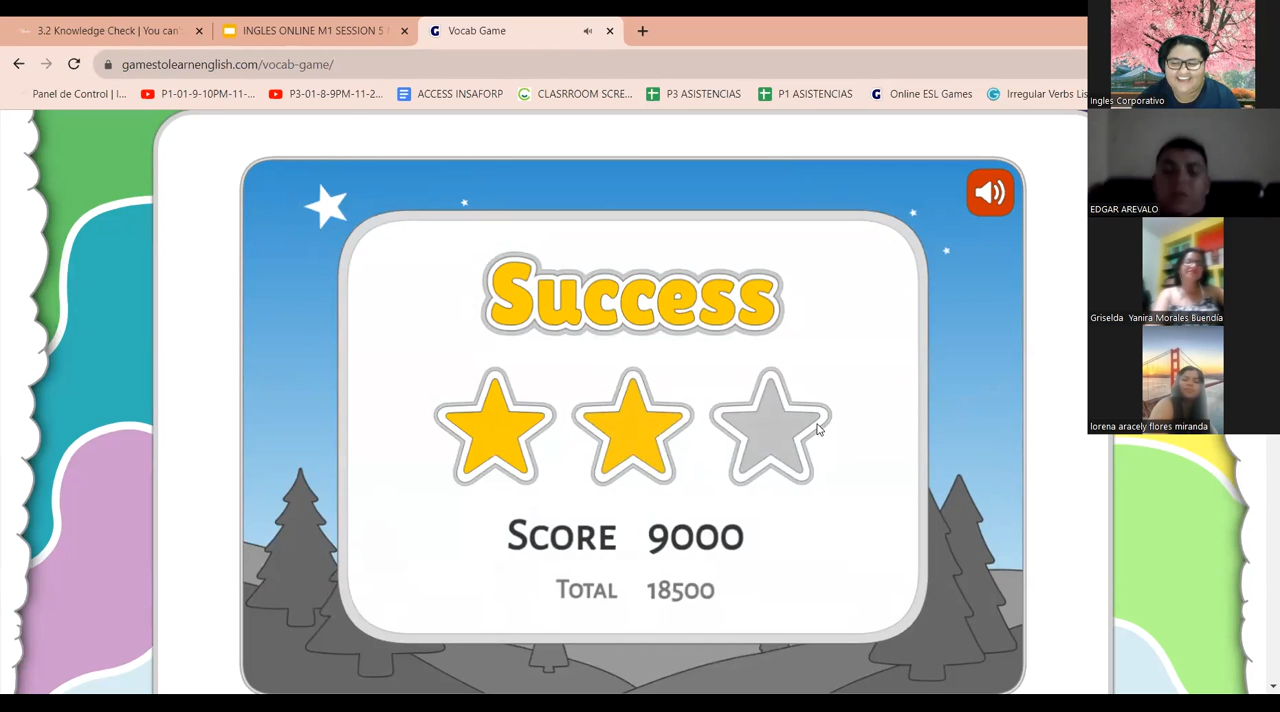 3.2 Knowledge Check | You can'
INGLES ONLINE M1 SESSION 5
Vocab Game
gamestolearnenglish.com/vocab-game/
Panel de Control | I...
P1-01-9-10PM-11-...
P3-01-8-9PM-11-2...
ACCESS INSAFORP
CLASRROOM SCRE...
P3 ASISTENCIAS
P1 ASISTENCIAS
Online ESL Games
Irregular Verbs Lis
Ingles Corporativo
EDGAR AREVALO
Griselda Yanira Morales Buendía
lorena aracely flores miranda
Success
SCORE 9000
TOTAL 18500